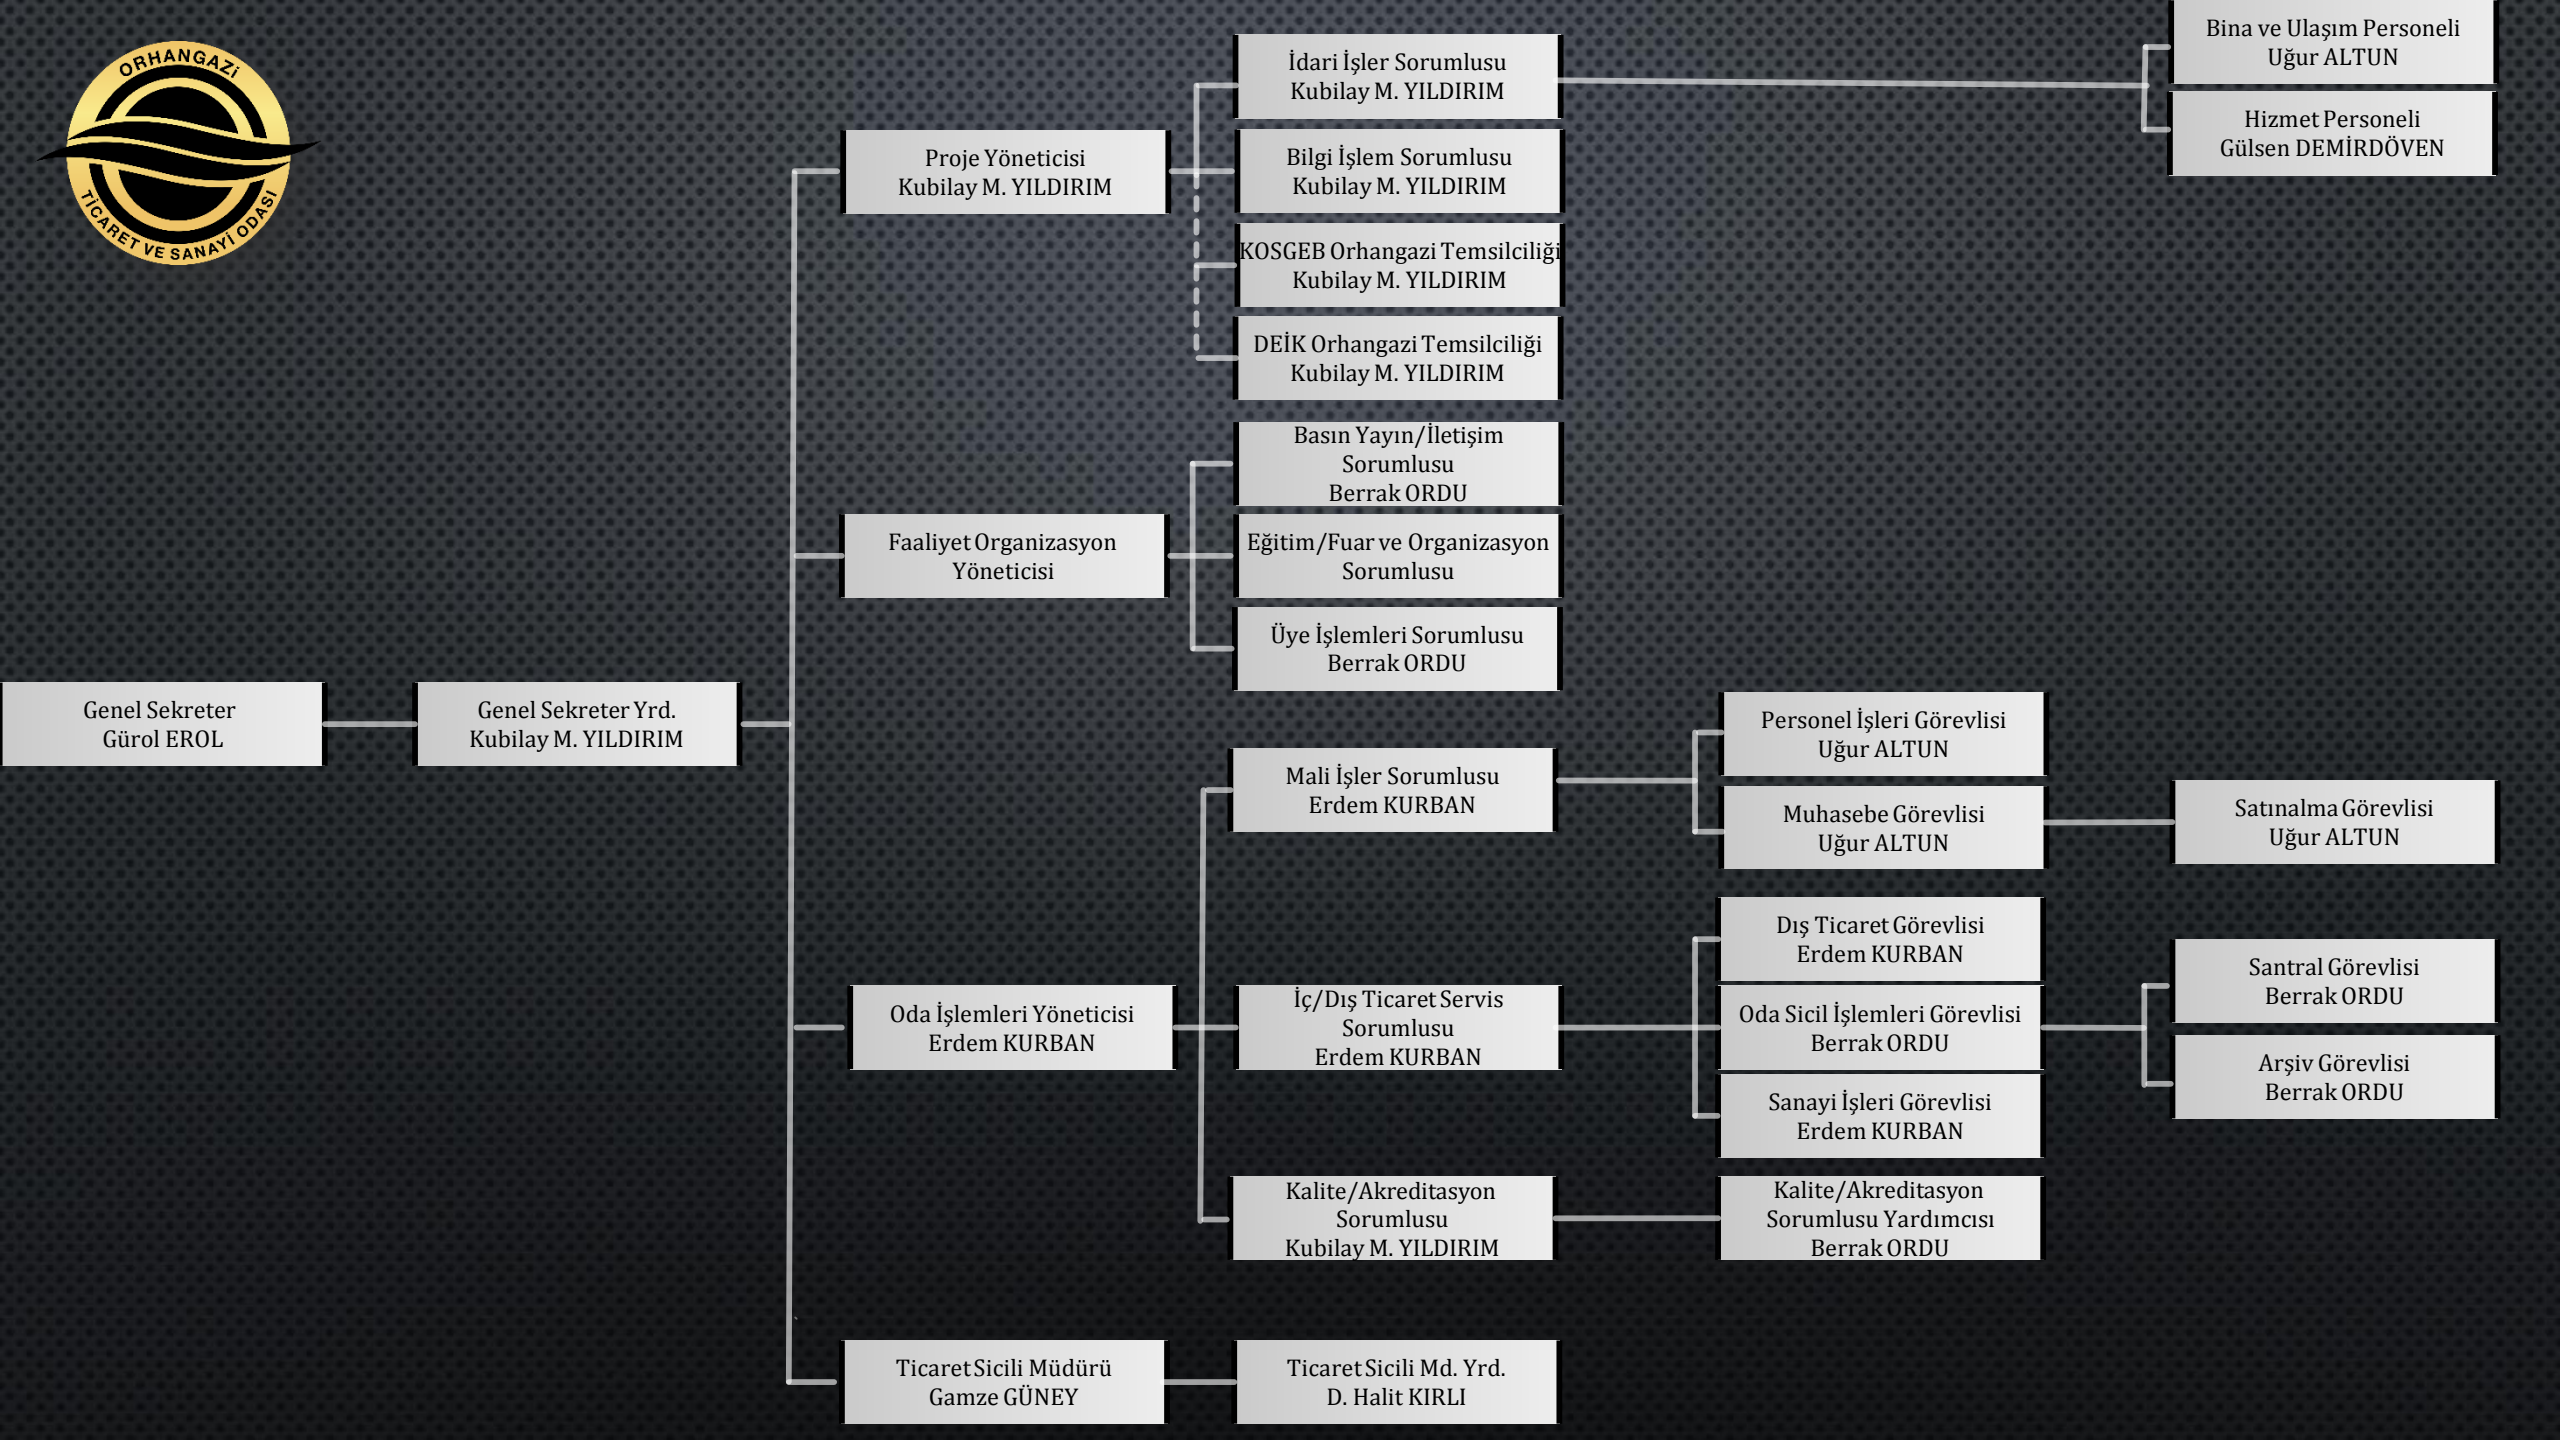 ORHANGAZİ
TİCARET VE SANAYİ ODASI
Genel Sekreter
Gürol EROL
Genel Sekreter Yrd.
Kubilay M. YILDIRIM
Proje Yöneticisi
Kubilay M. YILDIRIM
İdari İşler Sorumlusu
Kubilay M. YILDIRIM
Bina ve Ulaşım Personeli
Uğur ALTUN
Hizmet Personeli
Gülsen DEMİRDÖVEN
Bilgi İşlem Sorumlusu
Kubilay M. YILDIRIM
KOSGEB Orhangazi Temsilciliği
Kubilay M. YILDIRIM
DEİK Orhangazi Temsilciliği
Kubilay M. YILDIRIM
Faaliyet Organizasyon
Yöneticisi
Basın Yayın/İletişim
Sorumlusu
Berrak ORDU
Eğitim/Fuar ve Organizasyon
Sorumlusu
Üye İşlemleri Sorumlusu
Berrak ORDU
Oda İşlemleri Yöneticisi
Erdem KURBAN
Mali İşler Sorumlusu
Erdem KURBAN
Personel İşleri Görevlisi
Uğur ALTUN
Muhasebe Görevlisi
Uğur ALTUN
Satınalma Görevlisi
Uğur ALTUN
İç/Dış Ticaret Servis
Sorumlusu
Erdem KURBAN
Dış Ticaret Görevlisi
Erdem KURBAN
Oda Sicil İşlemleri Görevlisi
Berrak ORDU
Santral Görevlisi
Berrak ORDU
Arşiv Görevlisi
Berrak ORDU
Sanayi İşleri Görevlisi
Erdem KURBAN
Kalite/Akreditasyon
Sorumlusu
Kubilay M. YILDIRIM
Kalite/Akreditasyon
Sorumlusu Yardımcısı
Berrak ORDU
Ticaret Sicili Müdürü
Gamze GÜNEY
Ticaret Sicili Md. Yrd.
D. Halit KIRLI